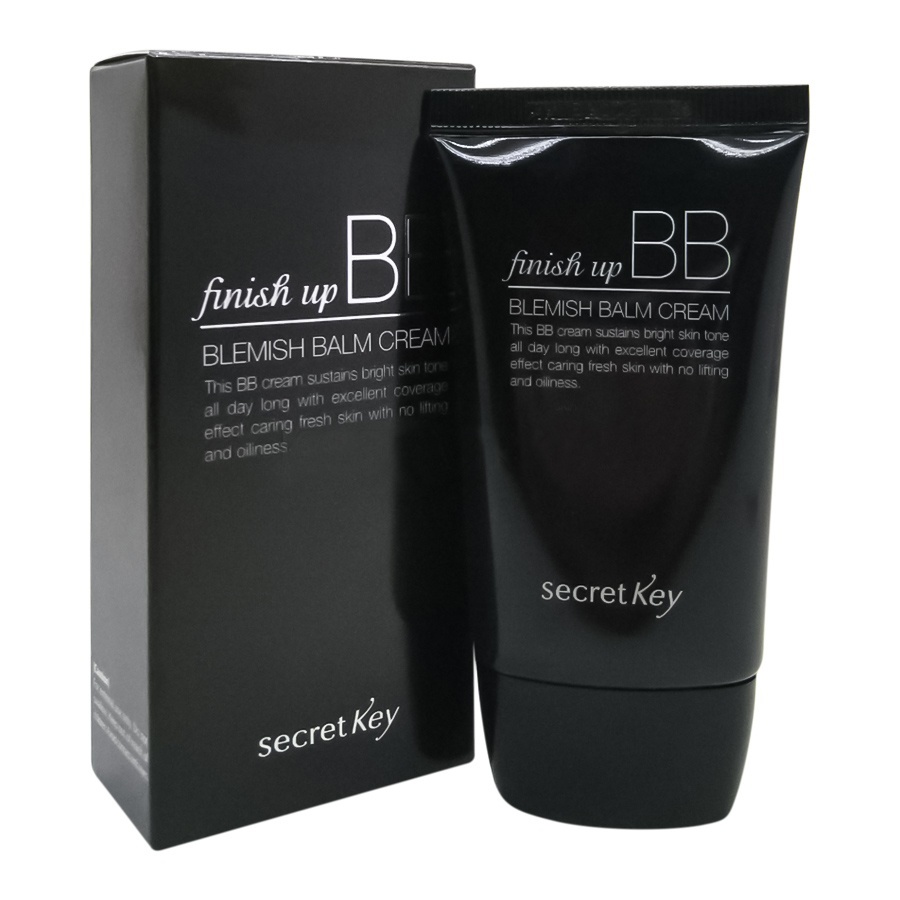 finish up BB
BLEMISH BALM CREAM
This BB cream sustains bright skin tone
all day long with excellent coverage
effect caring fresh skin with no lifting
and oiliness
secret Key
finish up BB
BLEMISH BALM CREAM
This BB cream sustains bright skin tone
all day long with excellent coverage
effect caring fresh skin with no lifting
and oiliness.
secret Key